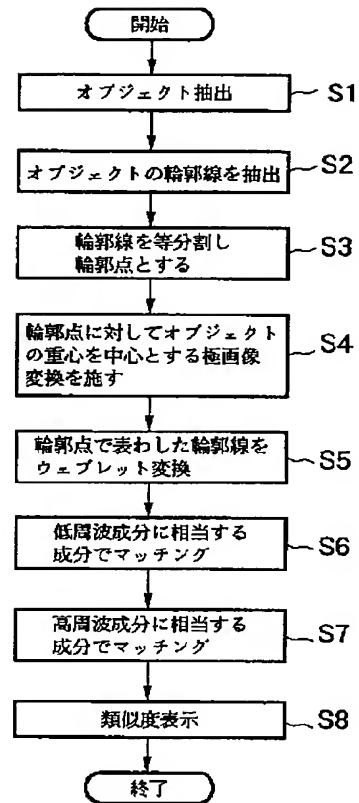 開始
オブジェクト抽出
S1
オブジェクトの輪郭線を抽出
S2
輪郭線を等分割し
輪郭点とする
S3
輪郭点に対してオブジェクト
の重心を中心とする極画像
変換を施す
S4
輪郭点で表わした輪郭線を
ウェブレット変換
S5
低周波成分に相当する
成分でマッチング
S6
高周波成分に相当する
成分でマッチング
S7
類似度表示
S8
終了